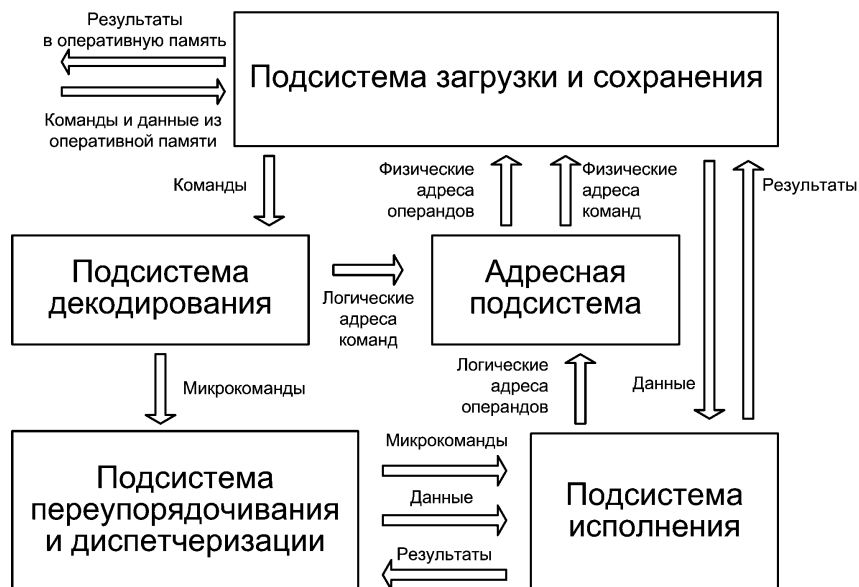 Результаты
в оперативную память
Подсистема загрузки и сохранения
Команды и данные из
оперативной памяти
Команды
Физические
адреса
операндов
Физические
адреса
команд
Результаты
Подсистема
декодирования
Логические
адреса
команд
Адресная
подсистема
Микрокоманды
Логические
адреса
операндов
Данные
Подсистема
переупорядочивания
и диспетчеризации
Микрокоманды
Данные
Результаты
Подсистема
исполнения